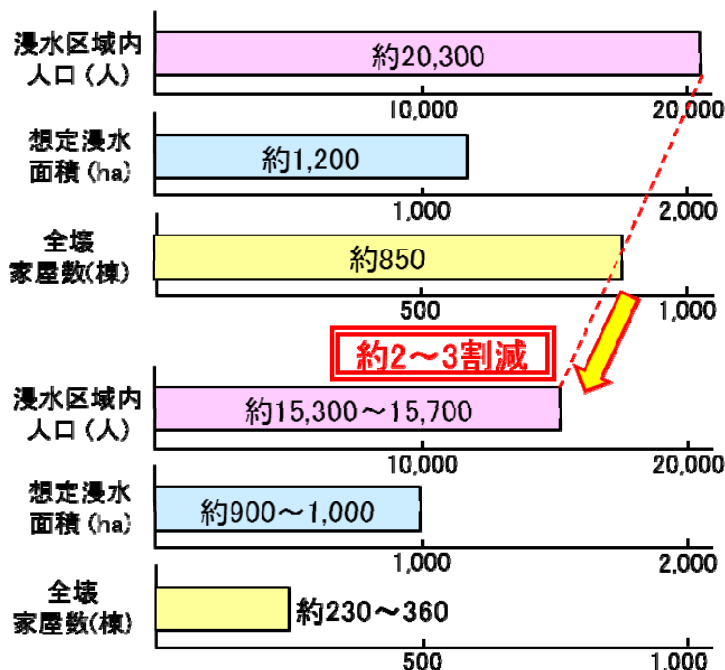 浸水区域内
人口(人)
約20,300
10,000
20,000
想定浸水
面積(ha)
約1,200
1,000
2,000
全壊
家屋数(棟)
約850
500
1,000
約2～3割減
浸水区域内
人口(人)
約15,300～15,700
10,000
20,000
想定浸水
面積(ha)
約900～1,000
1,000
2,000
全壊
家屋数(棟)
約230～360
500
1,000